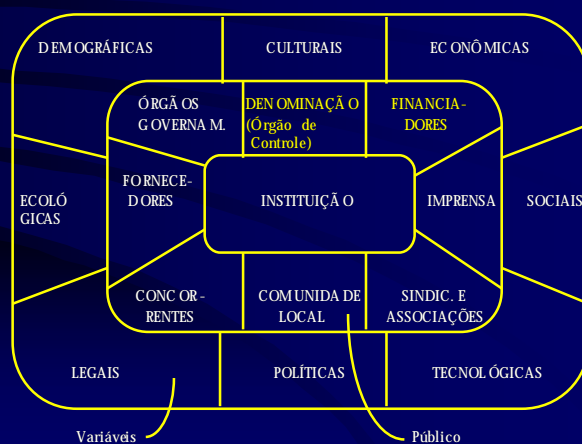 DEMOGRÁFICAS CULTURAIS ECONÔMICAS
ÓRGÃOS DENOMINAÇÃO FINANCIA-
GOVERNAM. (Órgão de DORES
Controle)
FORNECE-
DORES
ECOLÓ
GICAS
INSTITUIÇÃO
IMPRENSA
SOCIAIS
CONCOR-
RENTES
COMUNIDADE
LOCAL
SINDIC. E
ASSOCIAÇÕES
LEGAIS POLÍTICAS TECNOLÓGICAS
Variáveis Público